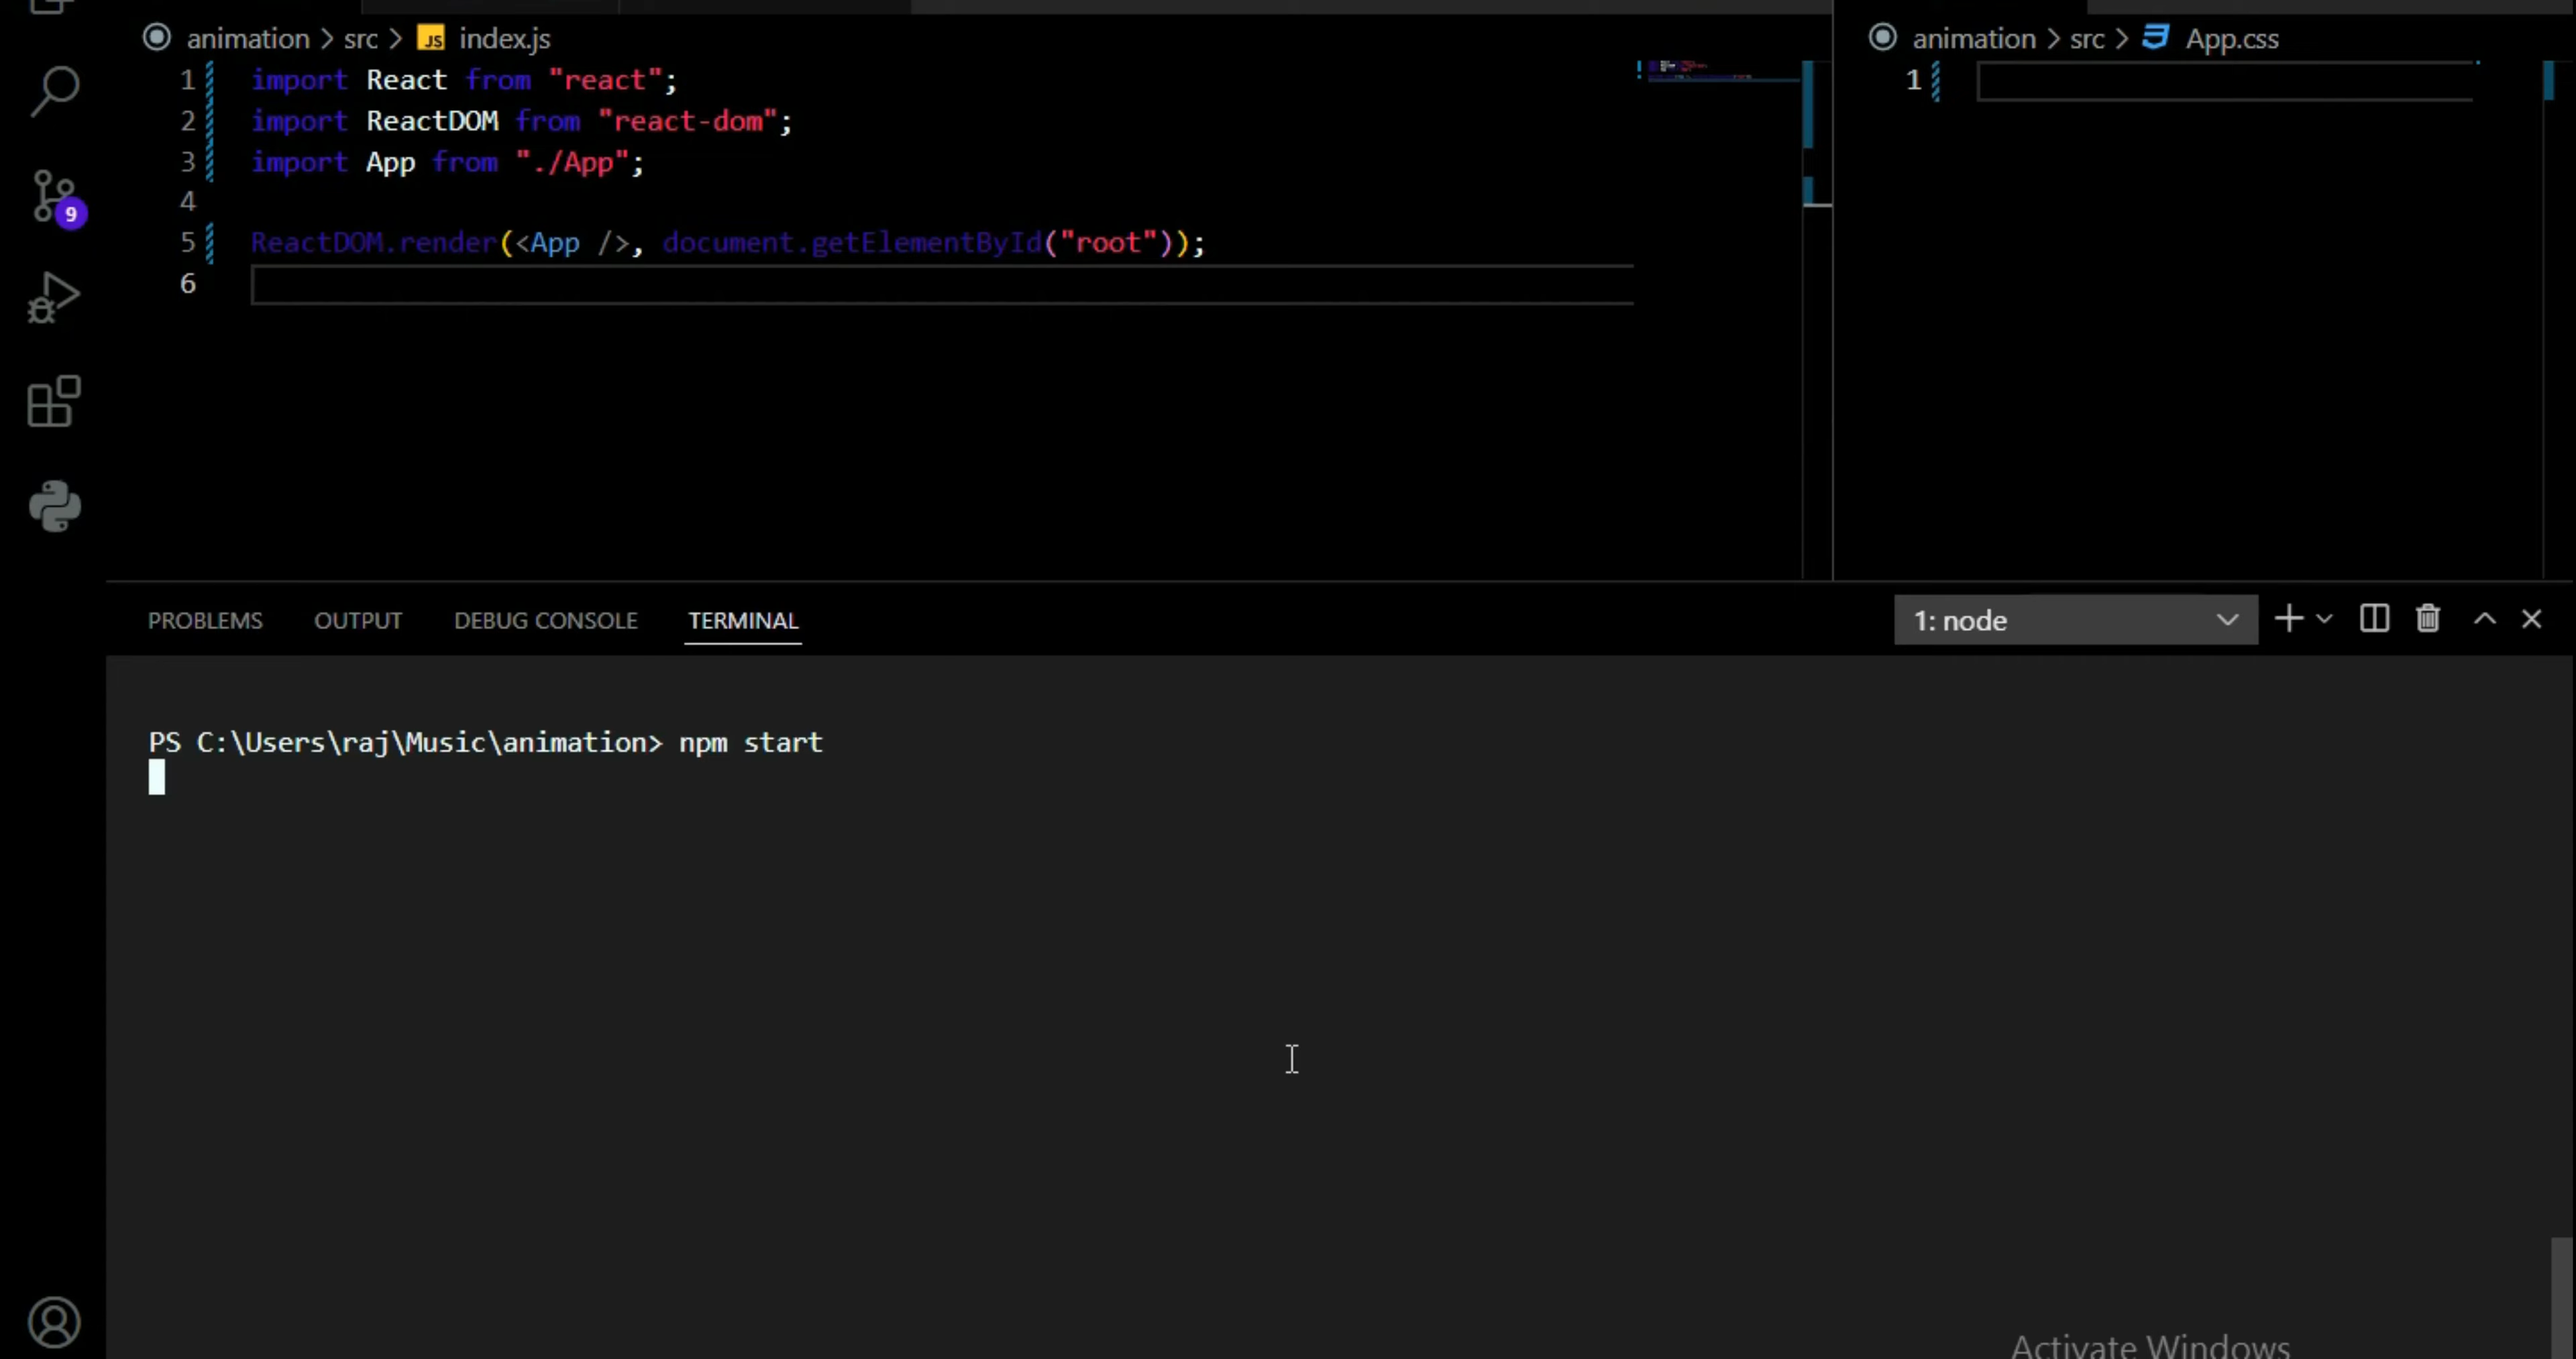 animation > src > JS index.js
1 import React from "react";
2 import ReactDOM from "react-dom";
3 import App from "./App";
4
5 ReactDOM.render(<App />, document.getElementById("root"));
6
animation > src > App.css
1
9
PROBLEMS OUTPUT DEBUG CONSOLE TERMINAL
1: node
PS C:\Users\raj\Music\animation> npm start
Activate Windows